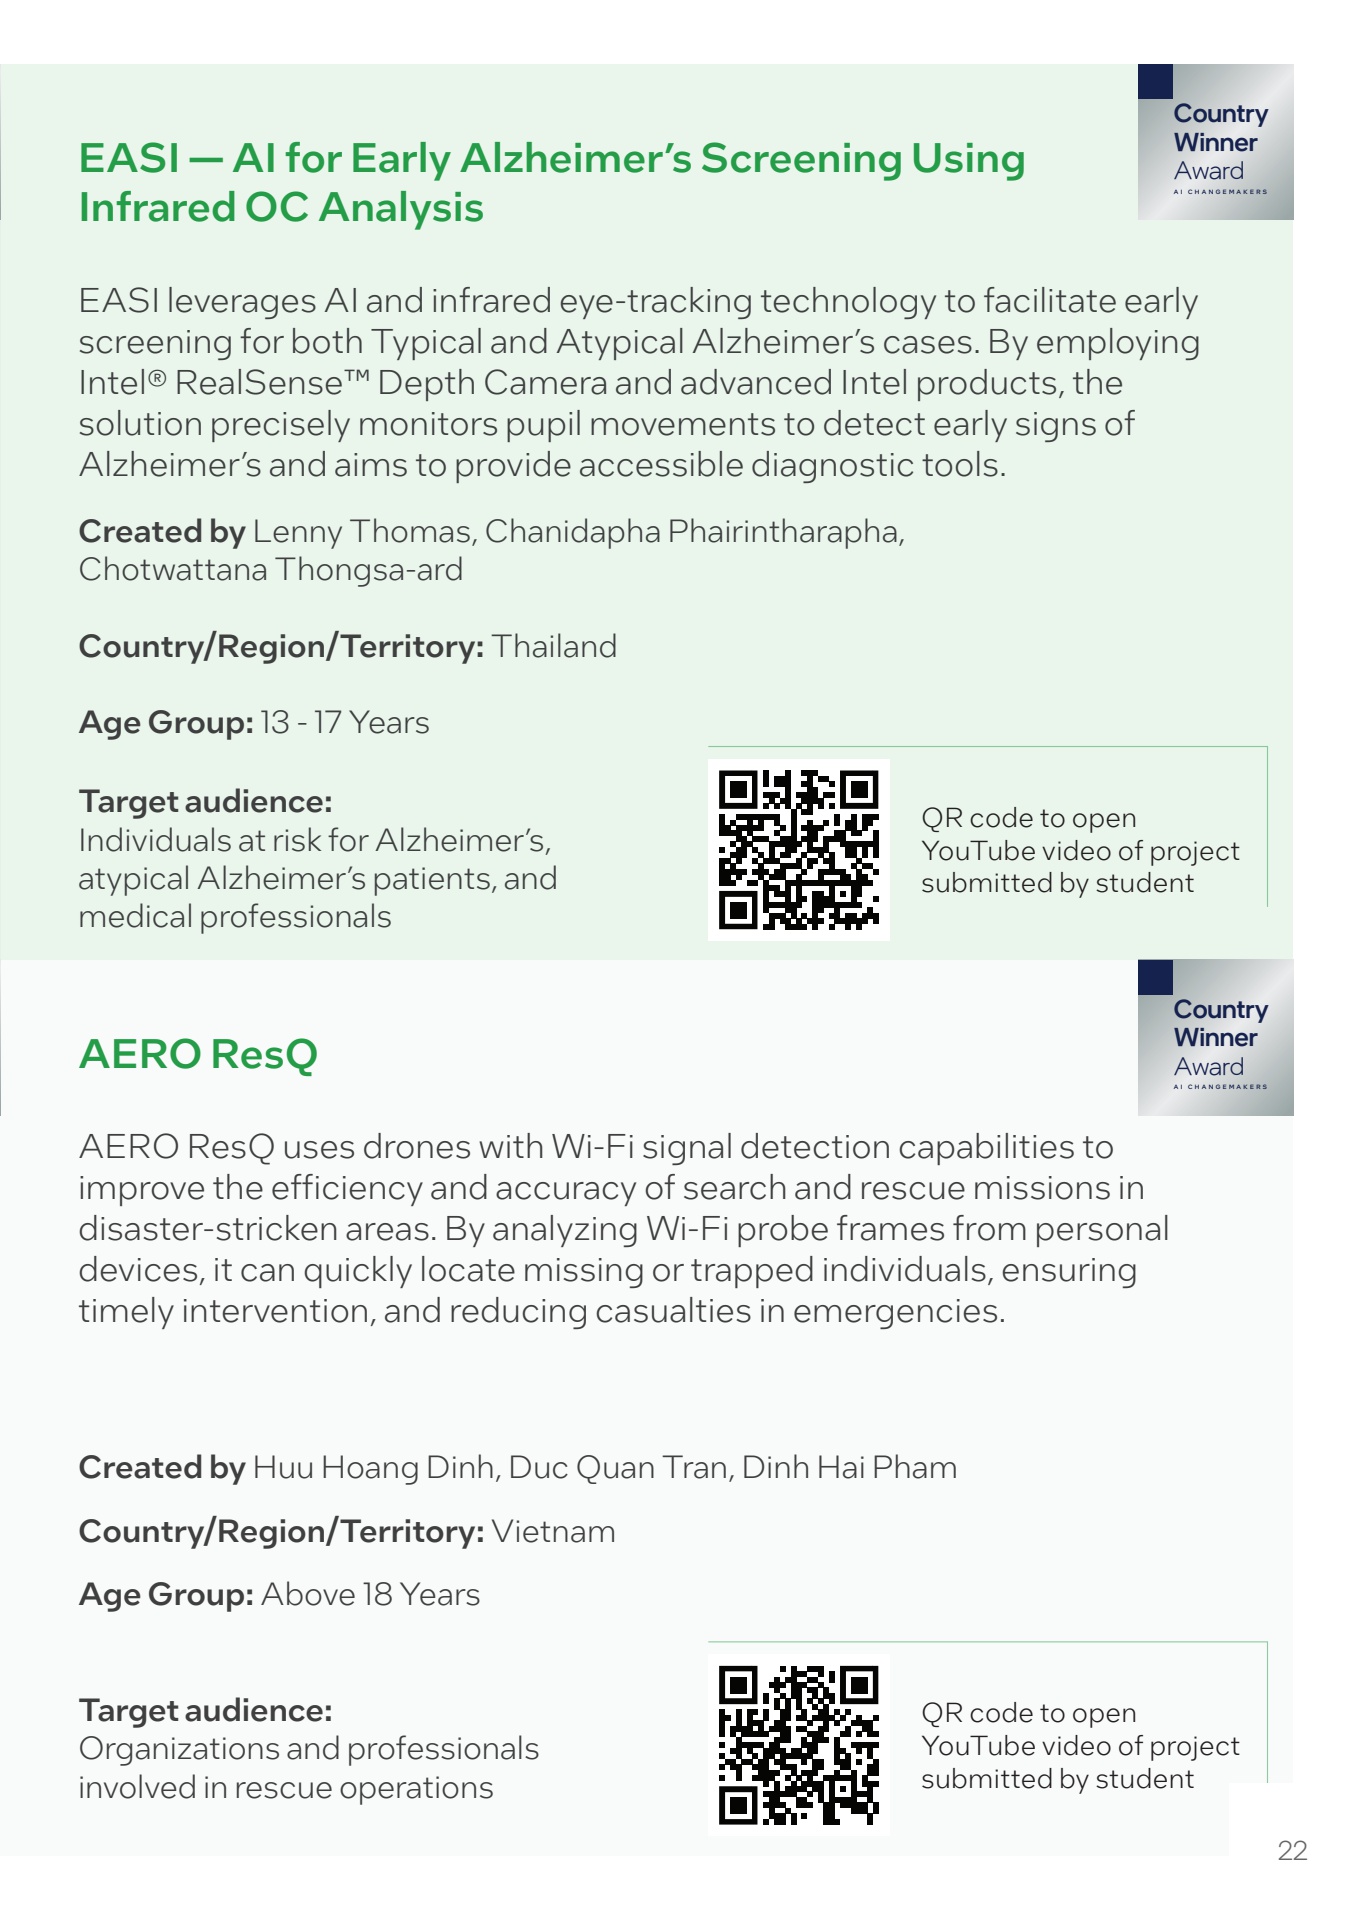 Country
Winner
Award
AI CHANGEMAKERS
EASI — AI for Early Alzheimer’s Screening Using
Infrared OC Analysis
EASI leverages AI and infrared eye-tracking technology to facilitate early
screening for both Typical and Atypical Alzheimer’s cases. By employing
Intel® RealSense™ Depth Camera and advanced Intel products, the
solution precisely monitors pupil movements to detect early signs of
Alzheimer’s and aims to provide accessible diagnostic tools.
Created by Lenny Thomas, Chanidapha Phairintharapha,
Chotwattana Thongsa-ard
Country/Region/Territory: Thailand
Age Group: 13 - 17 Years
Target audience:
Individuals at risk for Alzheimer’s,
atypical Alzheimer’s patients, and
medical professionals
QR code to open
YouTube video of project
submitted by student
Country
Winner
Award
AI CHANGEMAKERS
AERO ResQ
AERO ResQ uses drones with Wi-Fi signal detection capabilities to
improve the efficiency and accuracy of search and rescue missions in
disaster-stricken areas. By analyzing Wi-Fi probe frames from personal
devices, it can quickly locate missing or trapped individuals, ensuring
timely intervention, and reducing casualties in emergencies.
Created by Huu Hoang Dinh, Duc Quan Tran, Dinh Hai Pham
Country/Region/Territory: Vietnam
Age Group: Above 18 Years
Target audience:
Organizations and professionals
involved in rescue operations
QR code to open
YouTube video of project
submitted by student
22